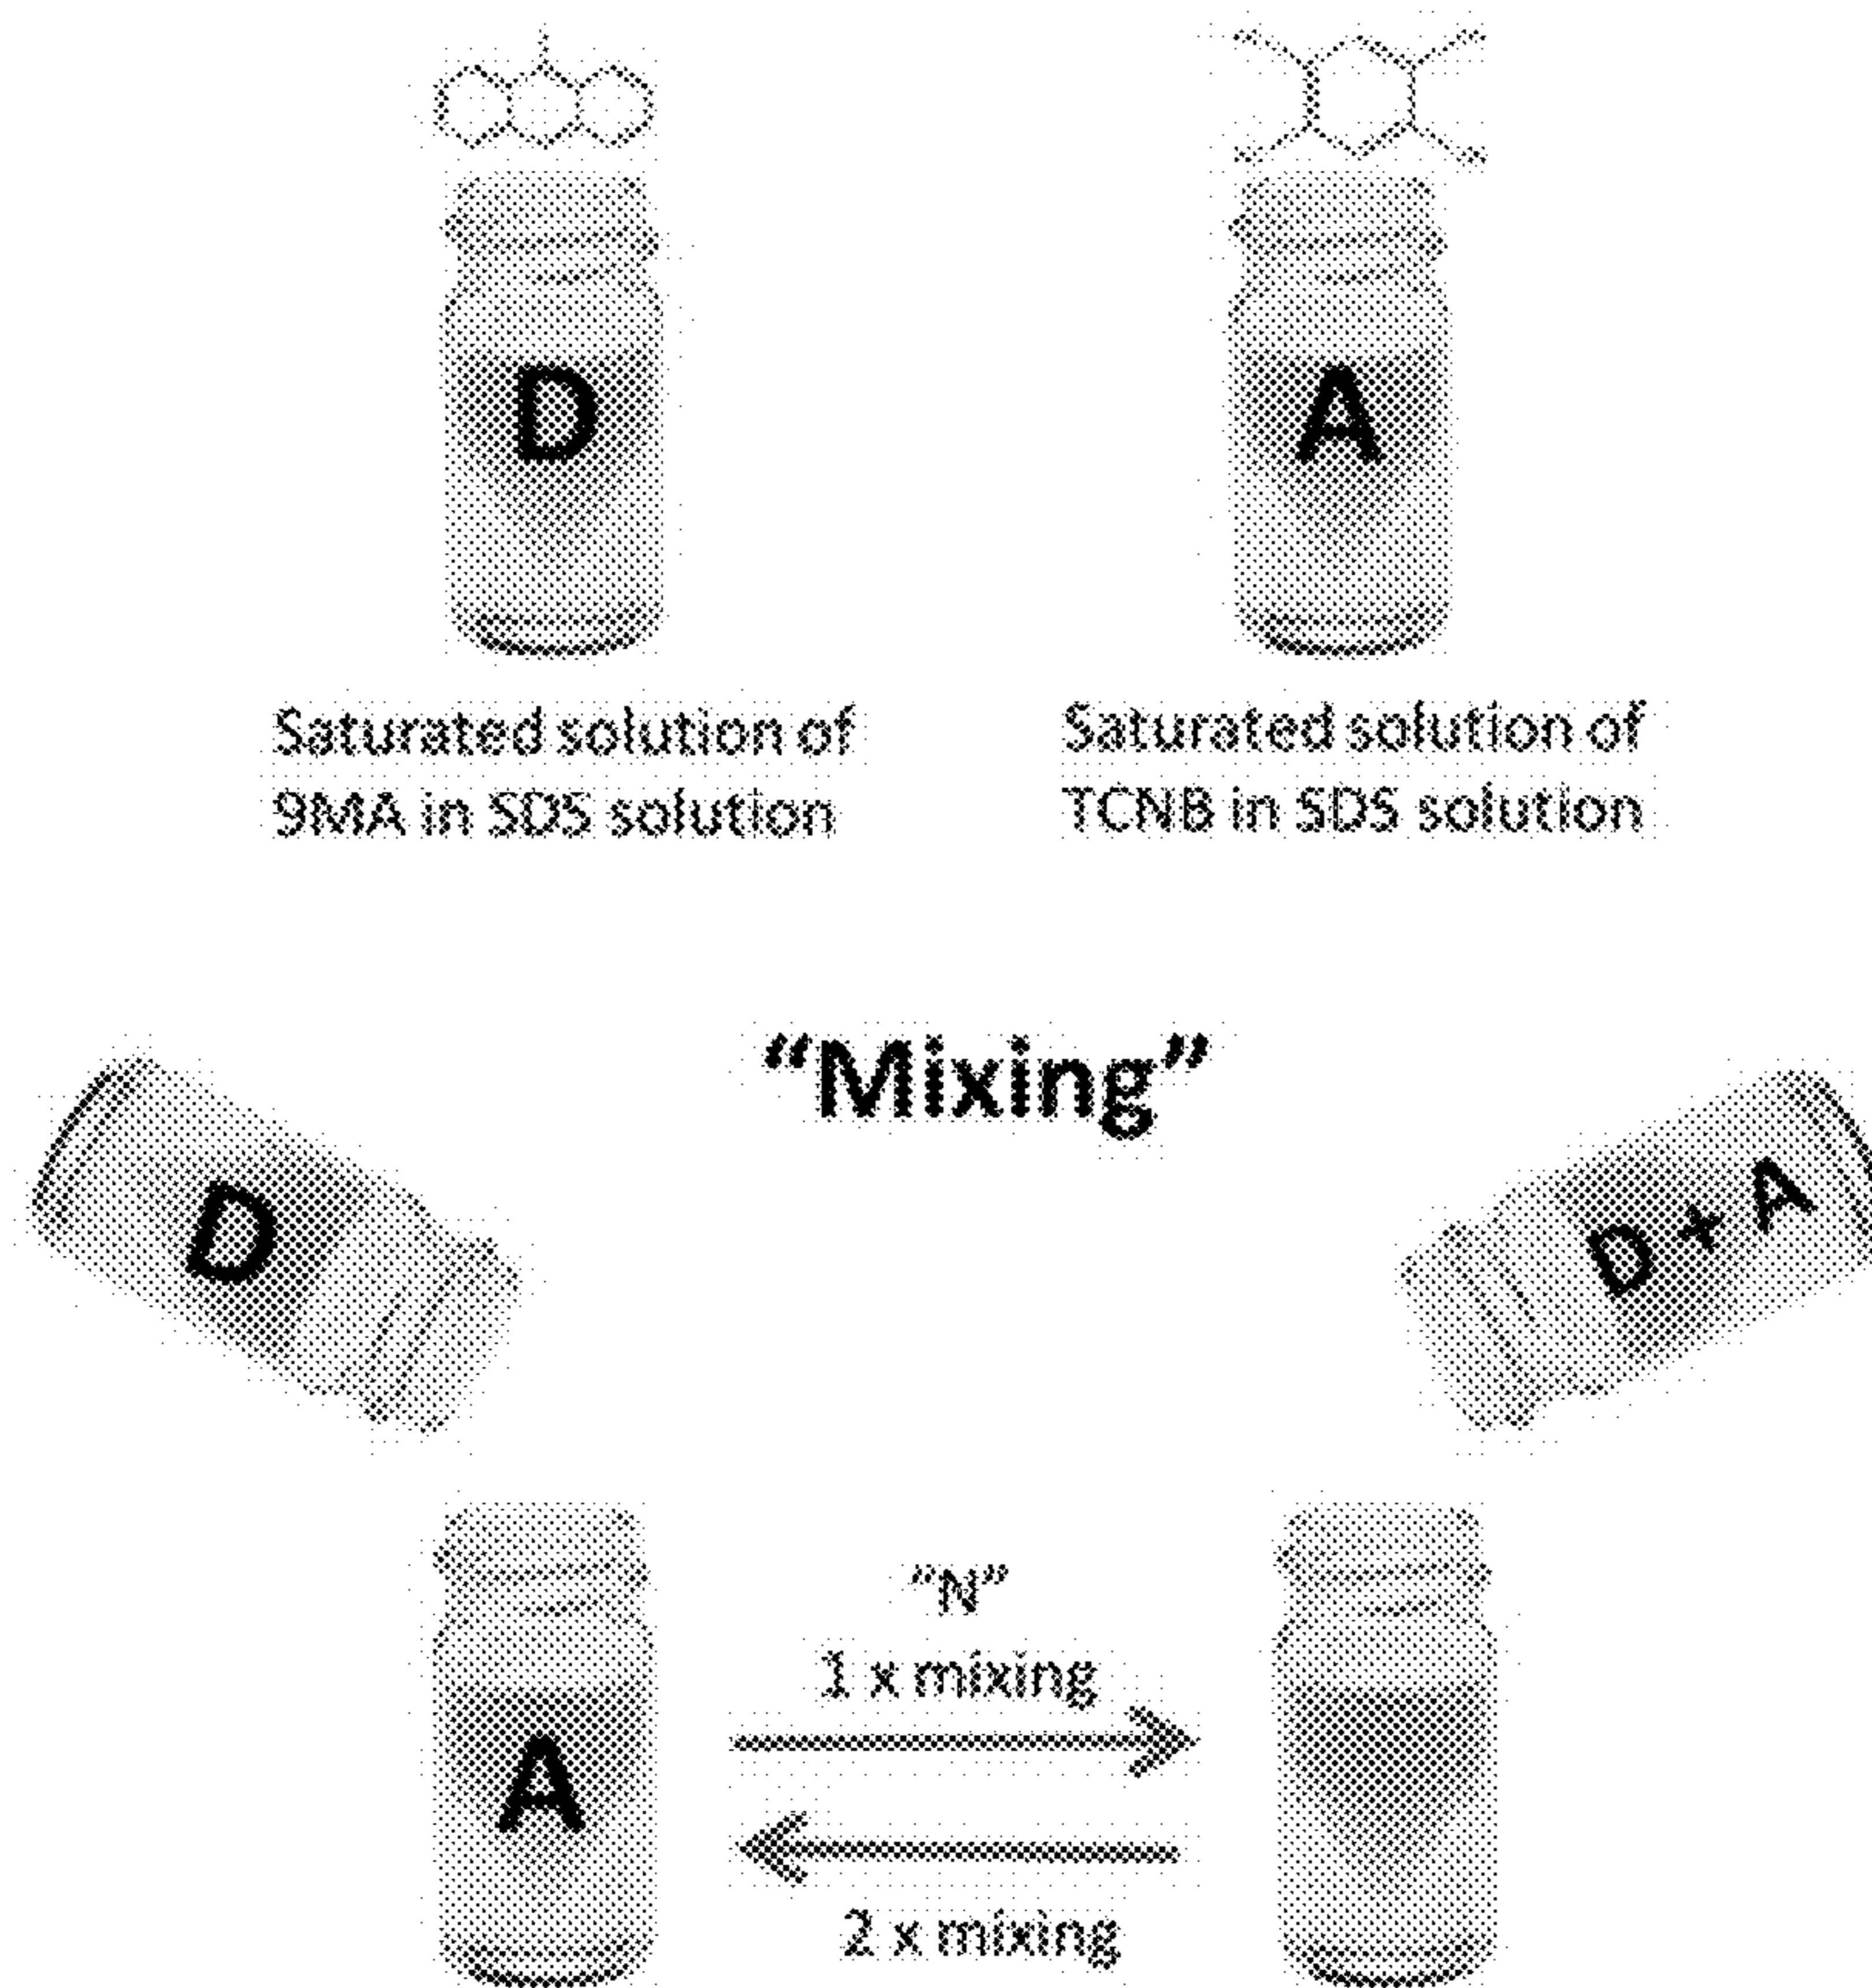 D
A
Saturated solution of
9MA in SDS solution
Saturated solution of
TCNB in SDS solution
“Mixing”
D
D + A
A
“N”
1 x mixing
2 x mixing